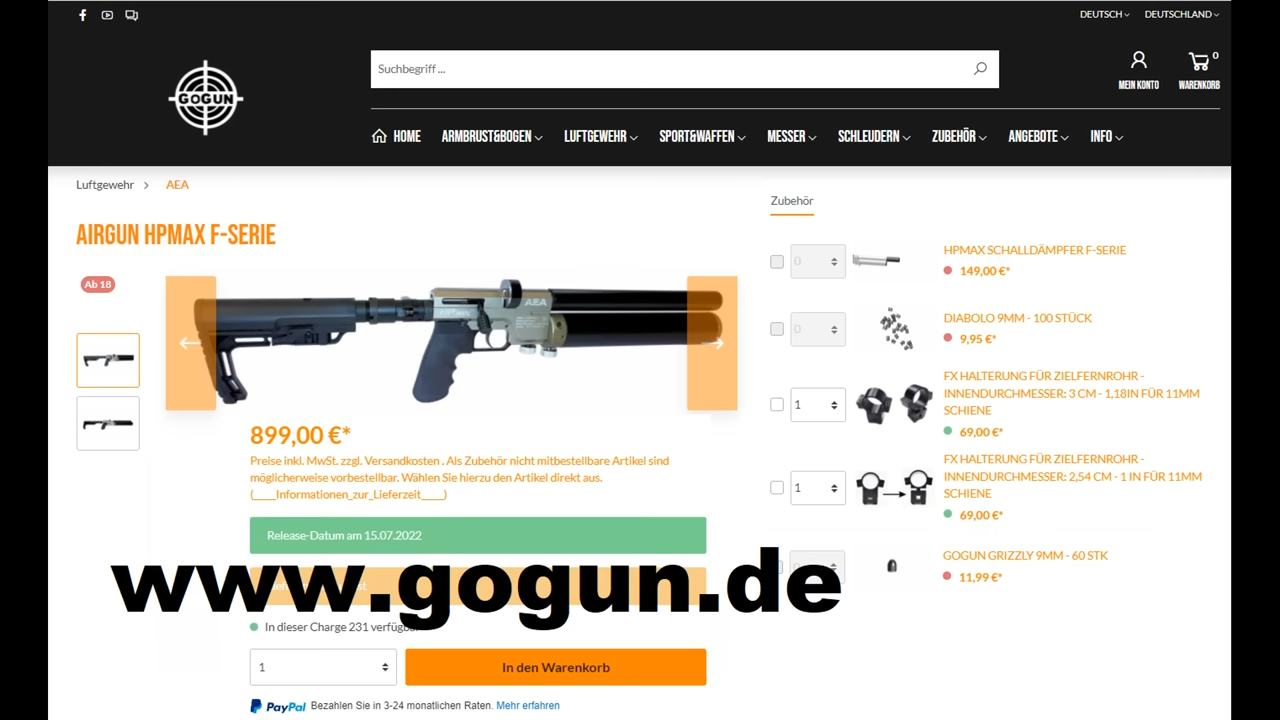 DEUTSCH
DEUTSCHLAND
GOGUN
Suchbegriff ...
0
MEIN KONTO
WARENKORB
HOME
ARMBRUST&BOGEN
LUFTGEWEHR
SPORT&WAFFEN
MESSER
SCHLEUDERN
ZUBEHÖR
ANGEBOTE
INFO
Luftgewehr
AEA
AIRGUN HPMAX F-SERIE
Ab 18
AEA
899,00 €*
Preise inkl. MwSt. zzgl. Versandkosten . Als Zubehör nicht mitbestellbare Artikel sind
möglicherweise vorbestellbar. Wählen Sie hierzu den Artikel direkt aus.
(____Informationen_zur_Lieferzeit____)
Release-Datum am 15.07.2022
www.gogun.de
In dieser Charge 231 verfügbar
1
In den Warenkorb
PayPal Bezahlen Sie in 3-24 monatlichen Raten. Mehr erfahren
Zubehör
0
HPMAX SCHALLDÄMPFER F-SERIE
149,00 €*
0
DIABOLO 9MM - 100 STÜCK
9,95 €*
1
FX HALTERUNG FÜR ZIELFERNROHR -
INNENDURCHMESSER: 3 CM - 1,18IN FÜR 11MM
SCHIENE
69,00 €*
1
FX HALTERUNG FÜR ZIELFERNROHR -
INNENDURCHMESSER: 2,54 CM - 1 IN FÜR 11MM
SCHIENE
69,00 €*
GOGUN GRIZZLY 9MM - 60 STK
11,99 €*